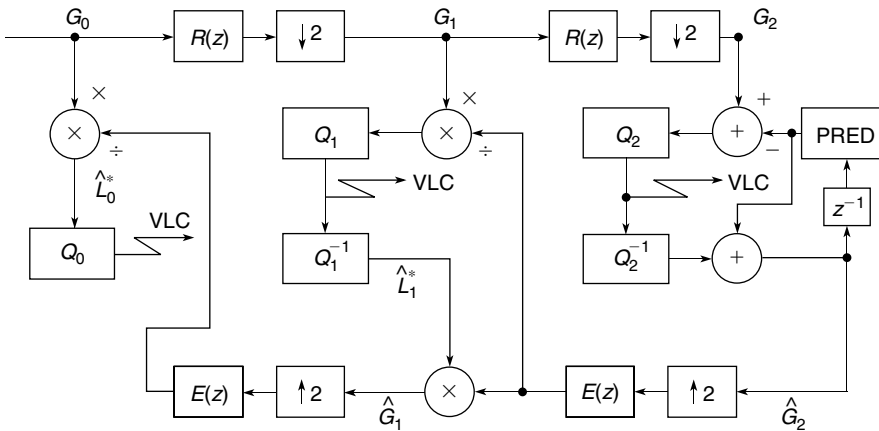 G₀ G₁ G₂
R(z) ↓2 R(z) ↓2
× × +
× Q₁ × Q₂ + PRED
÷ ÷ −
L̂₀* VLC VLC z⁻¹
VLC
Q₀ Q₁⁻¹ Q₂⁻¹ +
L̂₁*
E(z) ↑2 × E(z) ↑2
Ĝ₁ Ĝ₂